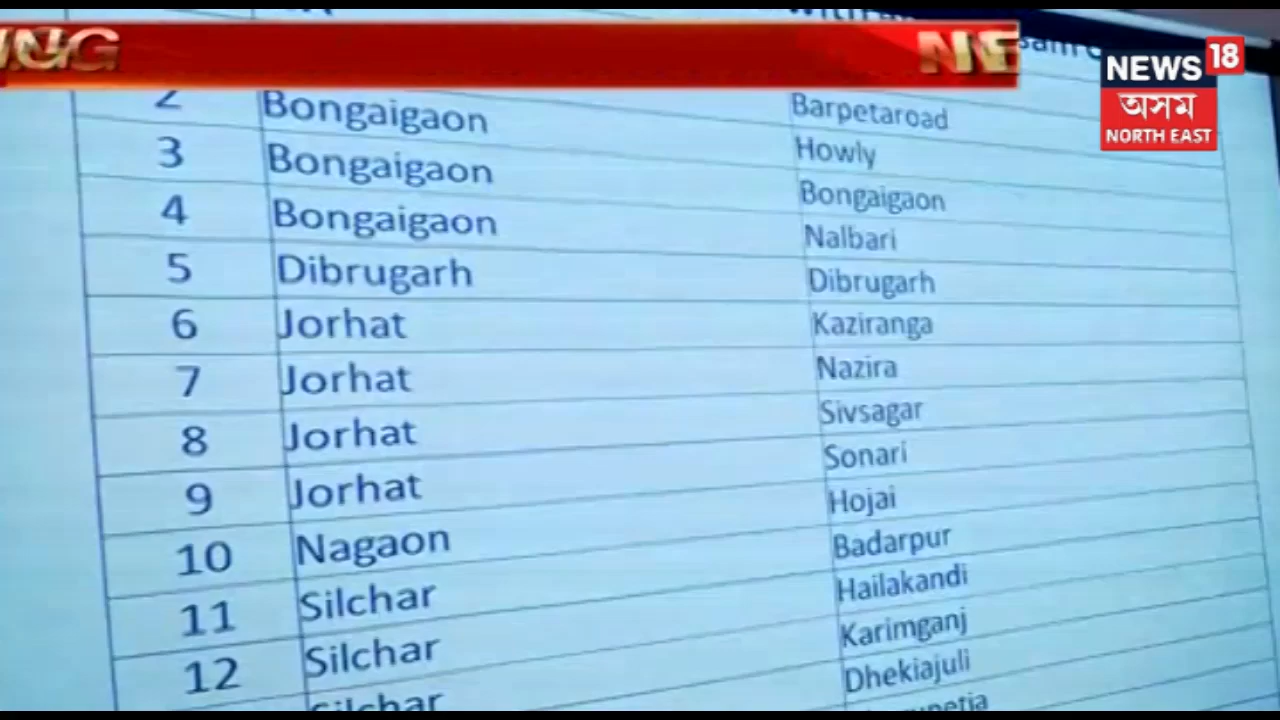 NEWS 18
অসম
NORTH EAST
Barpetaroad
2 Bongaigaon Howly
3 Bongaigaon Bongaigaon
4 Bongaigaon Nalbari
5 Dibrugarh Dibrugarh
6 Jorhat Kaziranga
7 Jorhat Nazira
8 Jorhat Sivsagar
9 Jorhat Sonari
10 Nagaon Hojai
11 Silchar Badarpur
12 Silchar Hailakandi
Silchar Karimganj
Dhekiajuli